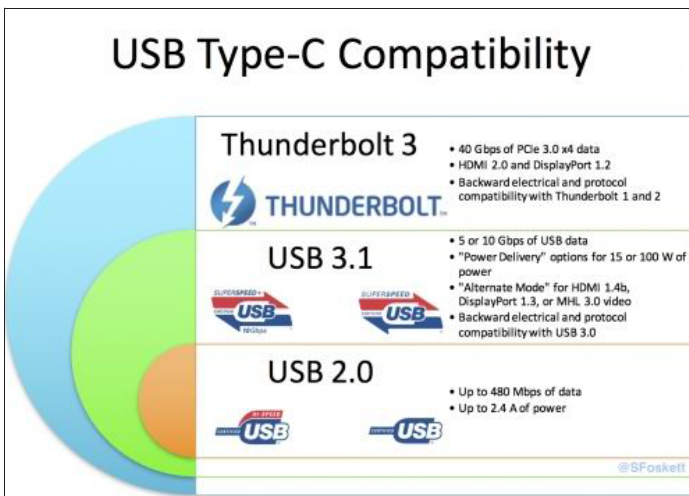 USB Type-C Compatibility
Thunderbolt 3
THUNDERBOLT™
• 40 Gbps of PCIe 3.0 x4 data
• HDMI 2.0 and DisplayPort 1.2
• Backward electrical and protocol
compatibility with Thunderbolt 1 and 2
USB 3.1
SUPERSPEED+
CERTIFIED
USB
10Gbps
SUPERSPEED
CERTIFIED
USB
• 5 or 10 Gbps of USB data
• "Power Delivery" options for 15 or 100 W of
power
• "Alternate Mode" for HDMI 1.4b,
DisplayPort 1.3, or MHL 3.0 video
• Backward electrical and protocol
compatibility with USB 3.0
USB 2.0
HI-SPEED
CERTIFIED
USB
CERTIFIED
USB
• Up to 480 Mbps of data
• Up to 2.4 A of power
@SFoskett